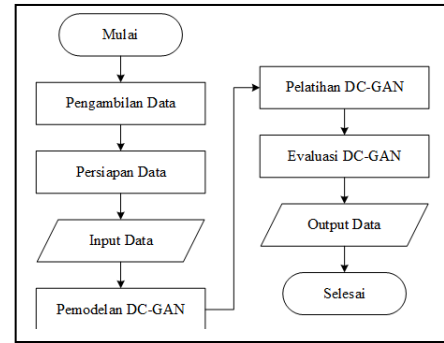 Mulai
Pengambilan Data
Persiapan Data
Input Data
Pemodelan DC-GAN
Pelatihan DC-GAN
Evaluasi DC-GAN
Output Data
Selesai